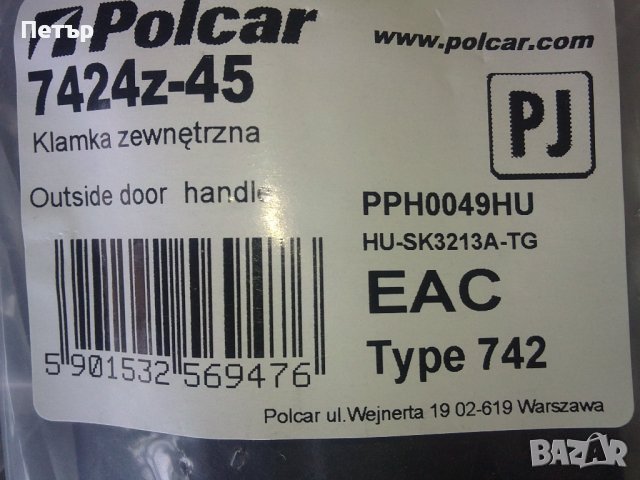 Петър
Polcar
www.polcar.com
7424z-45
PJ
Klamka zewnętrzna
Outside door handle
PPH0049HU
HU-SK3213A-TG
EAC
Type 742
5 901532 569476
Polcar ul.Wejnerta 19 02-619 Warszawa
BAZAR